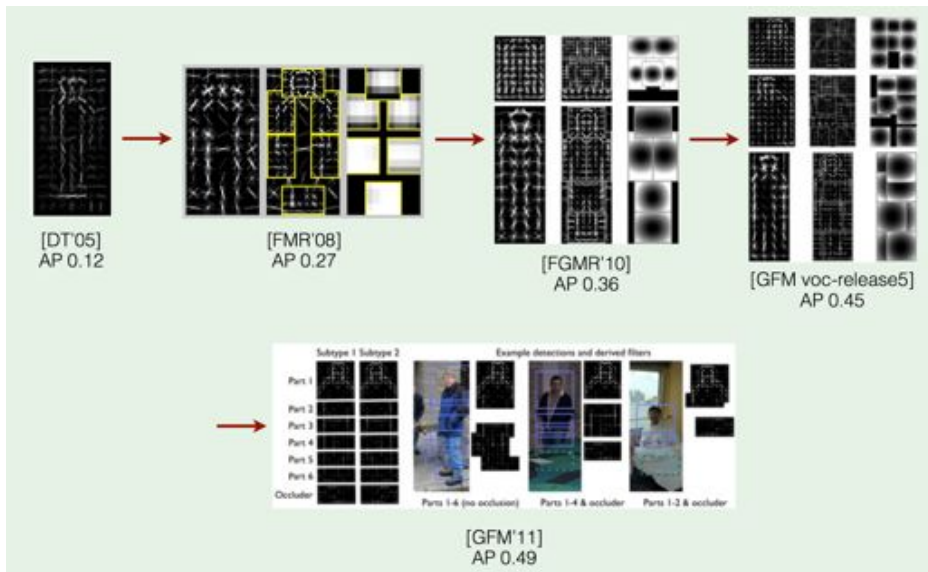 [DT'05]
AP 0.12
[FMR'08]
AP 0.27
[FGMR'10]
AP 0.36
[GFM voc-release5]
AP 0.45
Subtype 1 Subtype 2
Example detections and derived filters
Part 1
Part 2
Part 3
Part 4
Part 5
Part 6
Occluder
Parts 1-6 (no occlusion)
Parts 1-4 & occluder
Parts 1-2 & occluder
[GFM'11]
AP 0.49